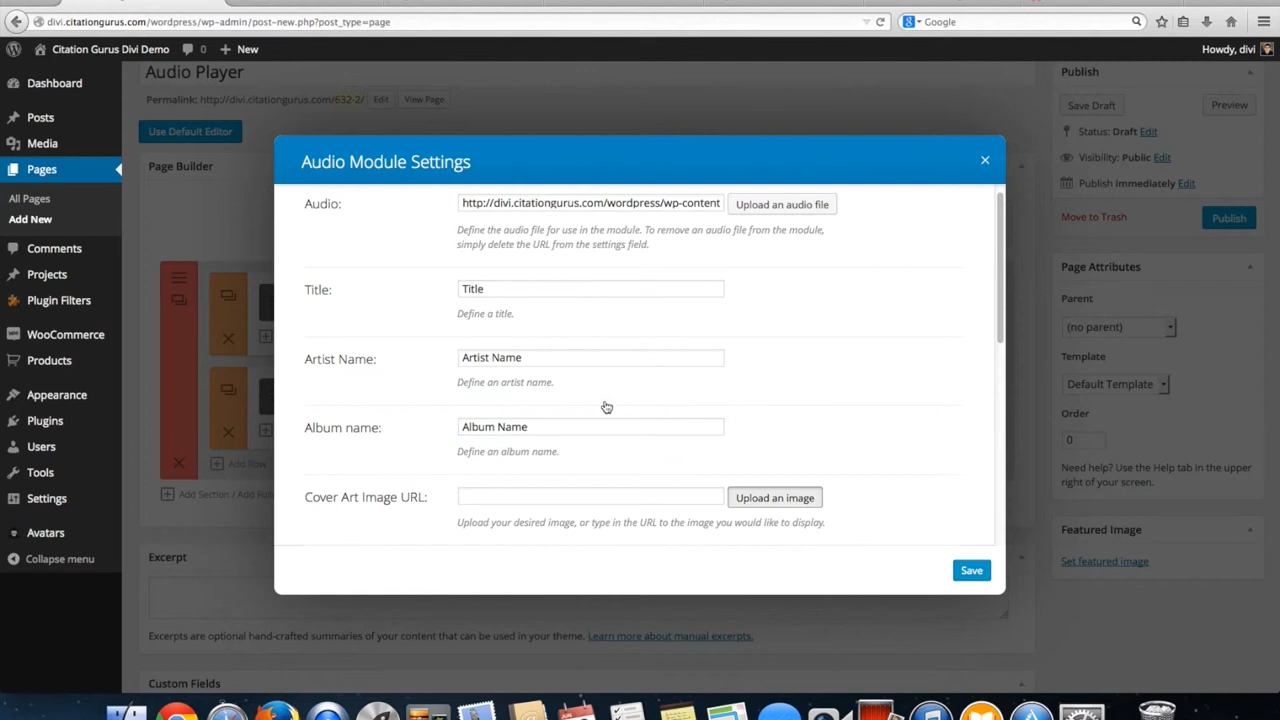 divi.citationgurus.com/wordpress/wp-admin/post-new.php?post_type=page
Google
Citation Gurus Divi Demo
0
New
Howdy, divi
Dashboard
Posts
Media
Pages
All Pages
Add New
Comments
Projects
Plugin Filters
WooCommerce
Products
Appearance
Plugins
Users
Tools
Settings
Avatars
Collapse menu
Audio Player
Permalink: http://divi.citationgurus.com/632-2/ Edit View Page
Use Default Editor
Page Builder
Add Row
Add Section / Add Full
Audio Module Settings
Audio:
http://divi.citationgurus.com/wordpress/wp-content
Upload an audio file
Define the audio file for use in the module. To remove an audio file from the module,
simply delete the URL from the settings field.
Title:
Title
Define a title.
Artist Name:
Artist Name
Define an artist name.
Album name:
Album Name
Define an album name.
Cover Art Image URL:
Upload an image
Upload your desired image, or type in the URL to the image you would like to display.
Save
Excerpt
Excerpts are optional hand-crafted summaries of your content that can be used in your theme. Learn more about manual excerpts.
Custom Fields
Publish
Save Draft
Preview
Status: Draft Edit
Visibility: Public Edit
Publish immediately Edit
Move to Trash
Publish
Page Attributes
Parent
(no parent)
Template
Default Template
Order
0
Need help? Use the Help tab in the upper
right of your screen.
Featured Image
Set featured image